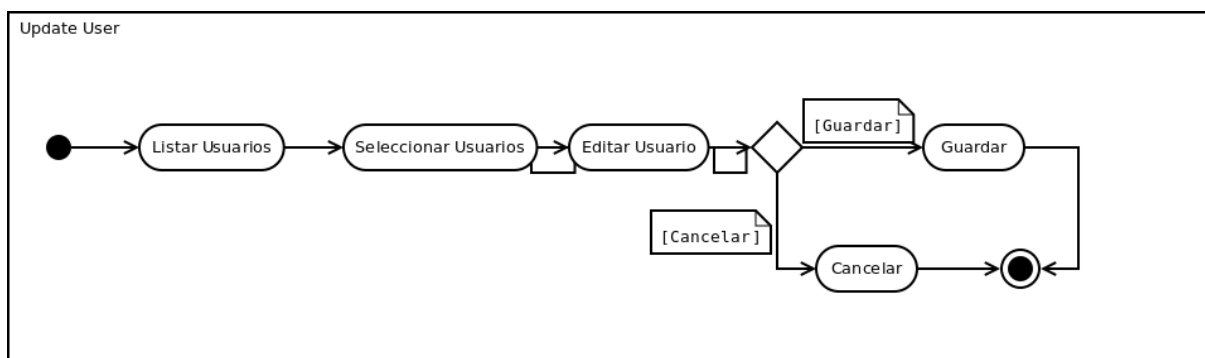 Update User
Listar Usuarios
Seleccionar Usuarios
Editar Usuario
[Guardar]
Guardar
[Cancelar]
Cancelar